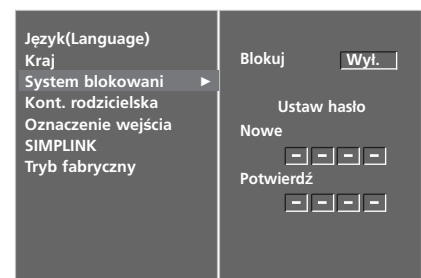 Język(Language)
Kraj
System blokowani ►
Kont. rodzicielska
Oznaczenie wejścia
SIMPLINK
Tryb fabryczny
Blokuj Wył.
Ustaw hasło
Nowe
– – – –
Potwierdź
– – – –